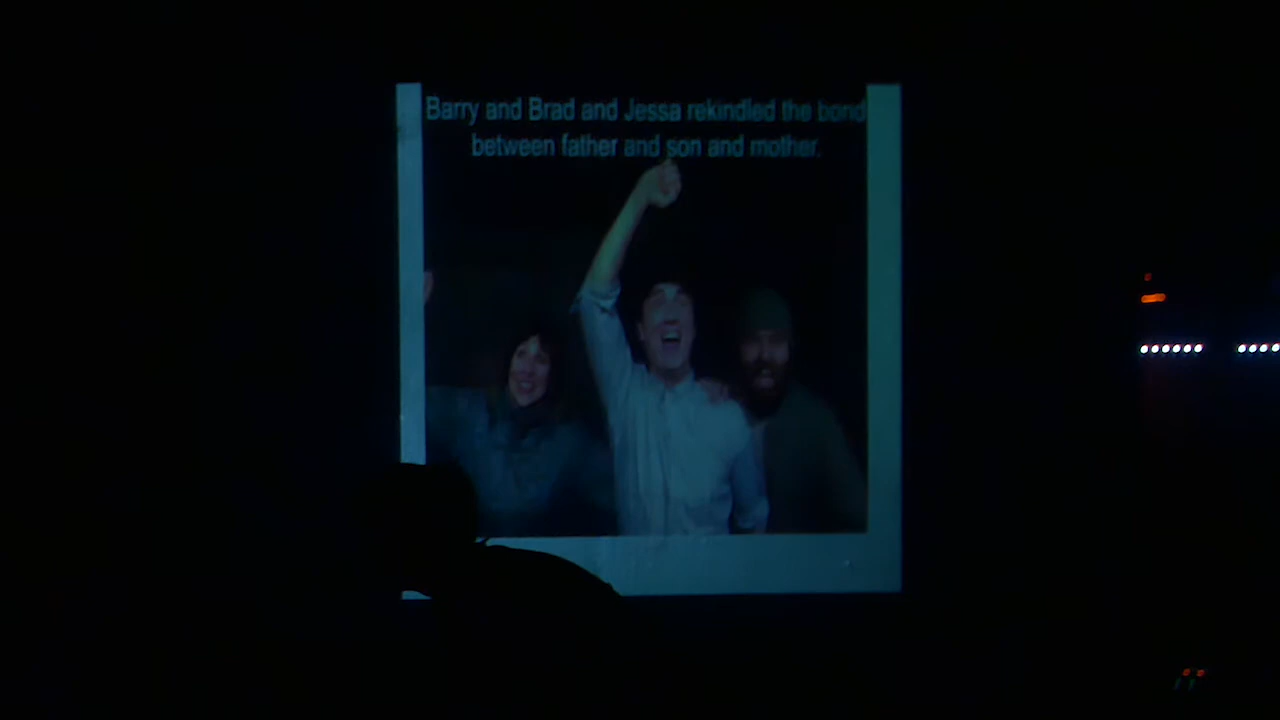 Barry and Brad and Jessa rekindled the bond
between father and son and mother.